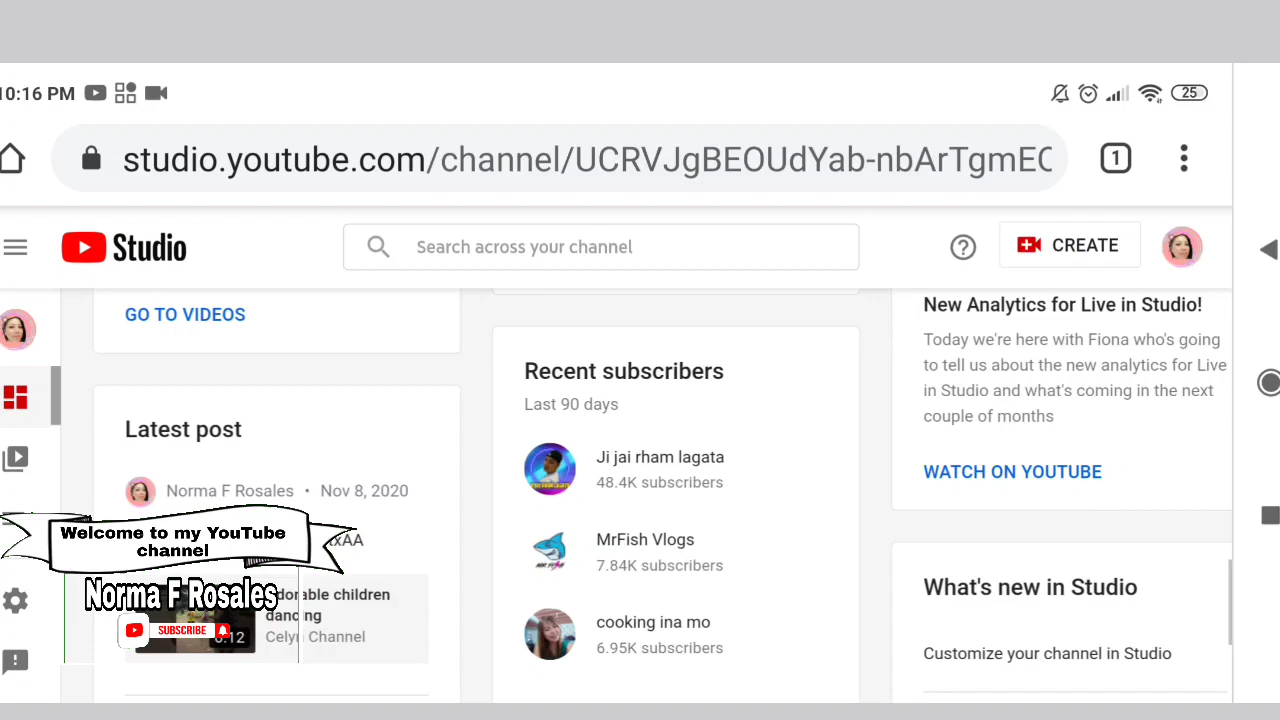 10:16 PM
25
studio.youtube.com/channel/UCRVJgBEOUdYab-nbArTgmEC
1
Studio
Search across your channel
CREATE
GO TO VIDEOS
Latest post
Norma F Rosales • Nov 8, 2020
xAA
Welcome to my YouTube
channel
Norma F Rosales
SUBSCRIBE
dorable children
dancing
Celyn Channel
0:12
Recent subscribers
Last 90 days
Ji jai rham lagata
48.4K subscribers
MrFish Vlogs
7.84K subscribers
cooking ina mo
6.95K subscribers
New Analytics for Live in Studio!
Today we're here with Fiona who's going
to tell us about the new analytics for Live
in Studio and what's coming in the next
couple of months
WATCH ON YOUTUBE
What's new in Studio
Customize your channel in Studio